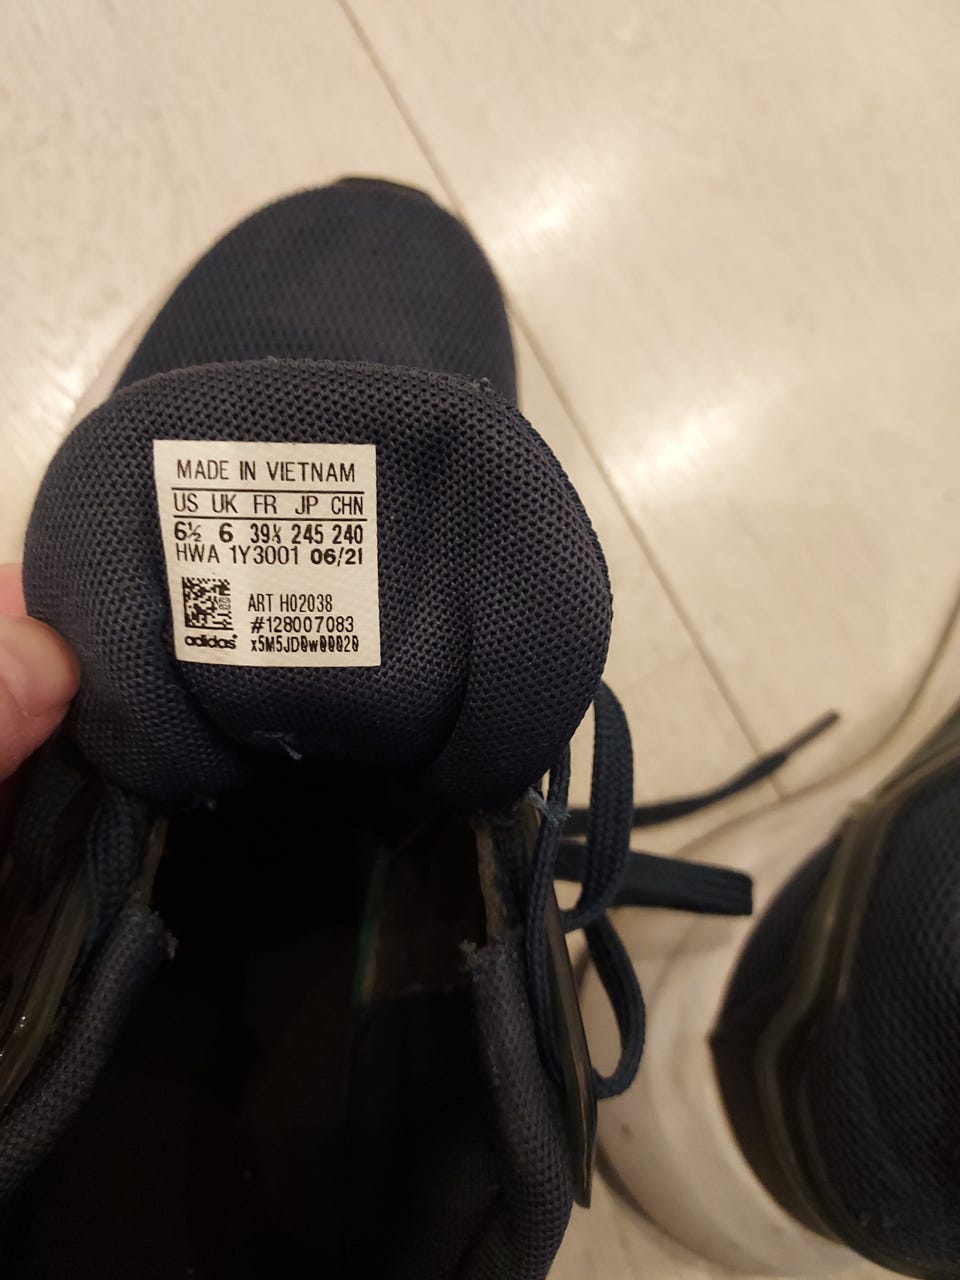 MADE IN VIETNAM
US UK FR JP CHN
6½ 6 39⅓ 245 240
HWA 1Y3001 06/21
ART H02038
#128007083
adidas x5M5JD0w00020